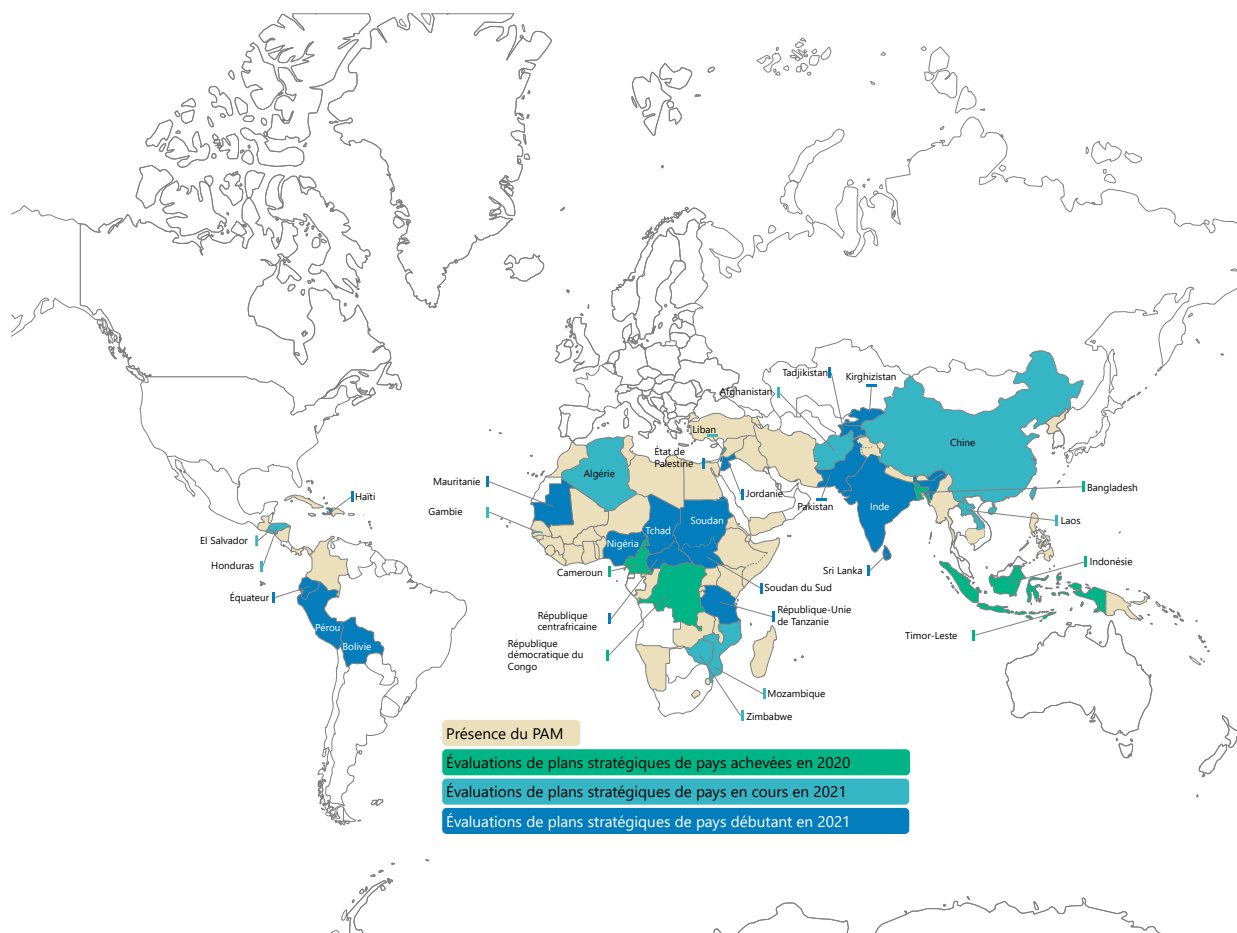 Tadjikistan
Kirghizistan
Afghanistan
Liban
Chine
État de
Palestine
Algérie
Mauritanie
Jordanie
Pakistan
Bangladesh
Haïti
Inde
Gambie
Soudan
Laos
Tchad
El Salvador
Nigéria
Honduras
Cameroun
Sri Lanka
Indonésie
Soudan du Sud
Équateur
République
centrafricaine
République-Unie
de Tanzanie
Pérou
Timor-Leste
Bolivie
République
démocratique du
Congo
Mozambique
Zimbabwe
Présence du PAM
Évaluations de plans stratégiques de pays achevées en 2020
Évaluations de plans stratégiques de pays en cours en 2021
Évaluations de plans stratégiques de pays débutant en 2021